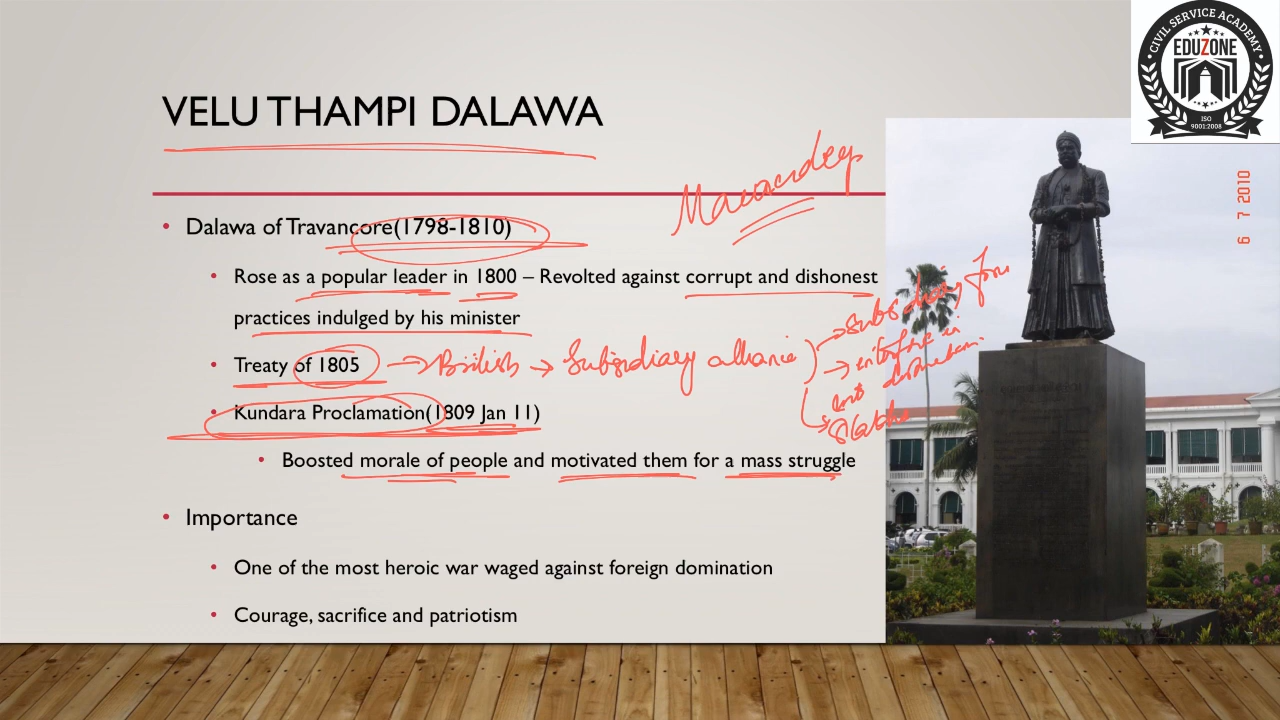 CIVIL SERVICE ACADEMY
EDUZONE
ISO
9001:2008
VELU THAMPI DALAWA
6 7 2010
• Dalawa of Travancore(1798-1810)
• Rose as a popular leader in 1800 – Revolted against corrupt and dishonest
practices indulged by his minister
• Treaty of 1805 → British → Subsidiary
• Kundara Proclamation(1809 Jan 11)
• Boosted morale of people and motivated them for a mass struggle
• Importance
• One of the most heroic war waged against foreign domination
• Courage, sacrifice and patriotism